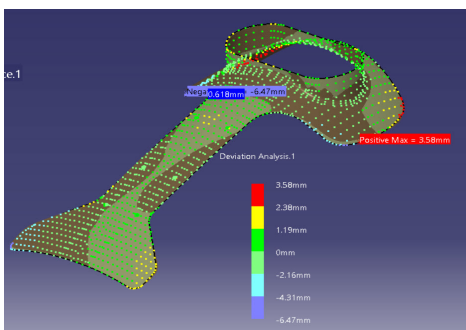 ce.1
Nega
0.618mm
-6.47mm
Positive Max = 3.58mm
Deviation Analysis.1
3.58mm
2.38mm
1.19mm
0mm
-2.16mm
-4.31mm
-6.47mm